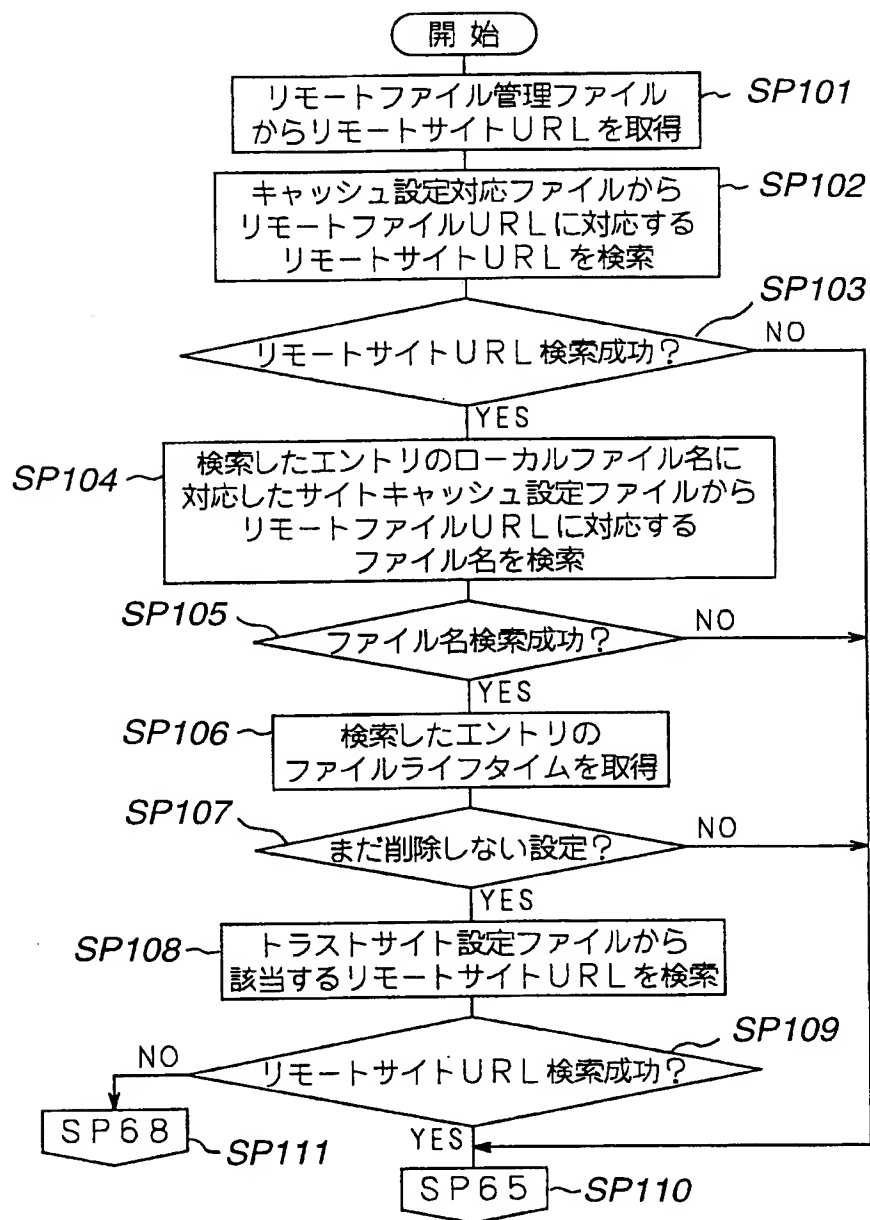 開始
リモートファイル管理ファイル
からリモートサイトＵＲＬを取得
SP101
キャッシュ設定対応ファイルから
リモートファイルＵＲＬに対応する
リモートサイトＵＲＬを検索
SP102
SP103
リモートサイトＵＲＬ検索成功？
NO
YES
SP104
検索したエントリのローカルファイル名に
対応したサイトキャッシュ設定ファイルから
リモートファイルＵＲＬに対応する
ファイル名を検索
SP105
ファイル名検索成功？
NO
YES
SP106
検索したエントリの
ファイルライフタイムを取得
SP107
まだ削除しない設定？
NO
YES
SP108
トラストサイト設定ファイルから
該当するリモートサイトＵＲＬを検索
SP109
リモートサイトＵＲＬ検索成功？
NO
YES
ＳＰ６８
SP111
ＳＰ６５
SP110